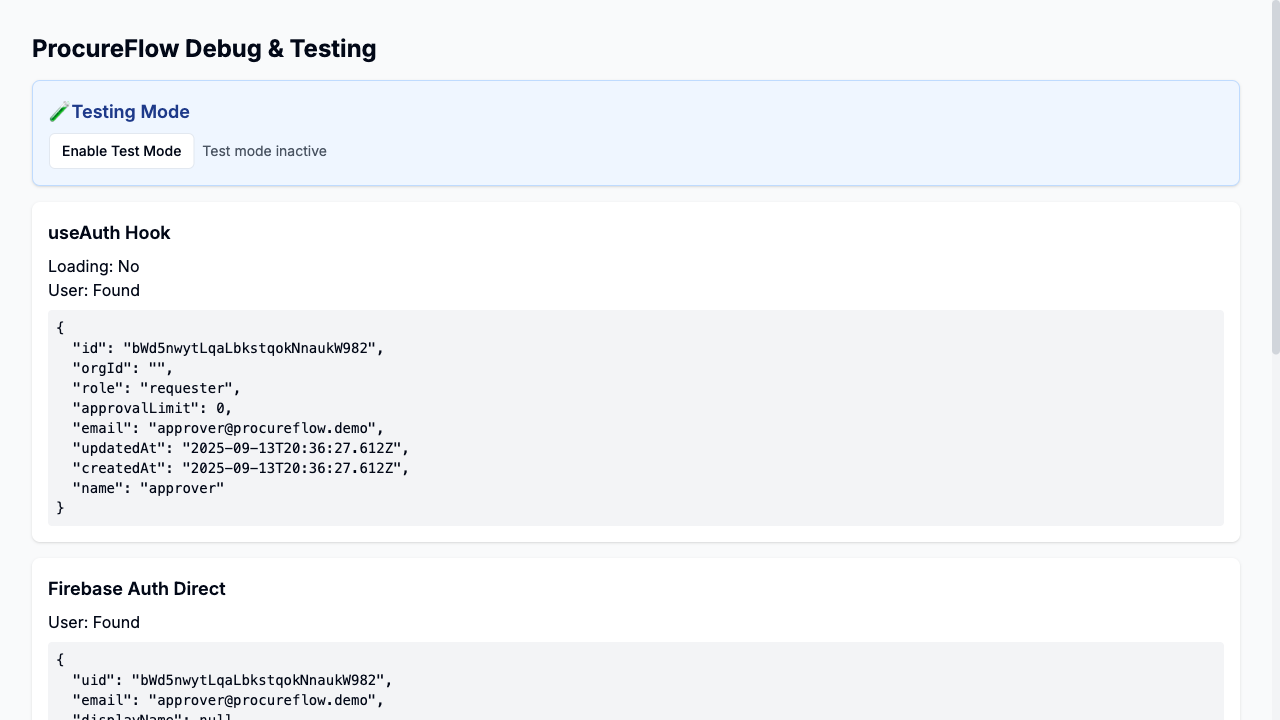 ProcureFlow Debug & Testing
Testing Mode
Enable Test Mode Test mode inactive
useAuth Hook
Loading: No
User: Found
{
  "id": "bWd5nwytLqaLbkstqokNnaukW982",
  "orgId": "",
  "role": "requester",
  "approvalLimit": 0,
  "email": "approver@procureflow.demo",
  "updatedAt": "2025-09-13T20:36:27.612Z",
  "createdAt": "2025-09-13T20:36:27.612Z",
  "name": "approver"
}
Firebase Auth Direct
User: Found
{
  "uid": "bWd5nwytLqaLbkstqokNnaukW982",
  "email": "approver@procureflow.demo",
  "displayName": null